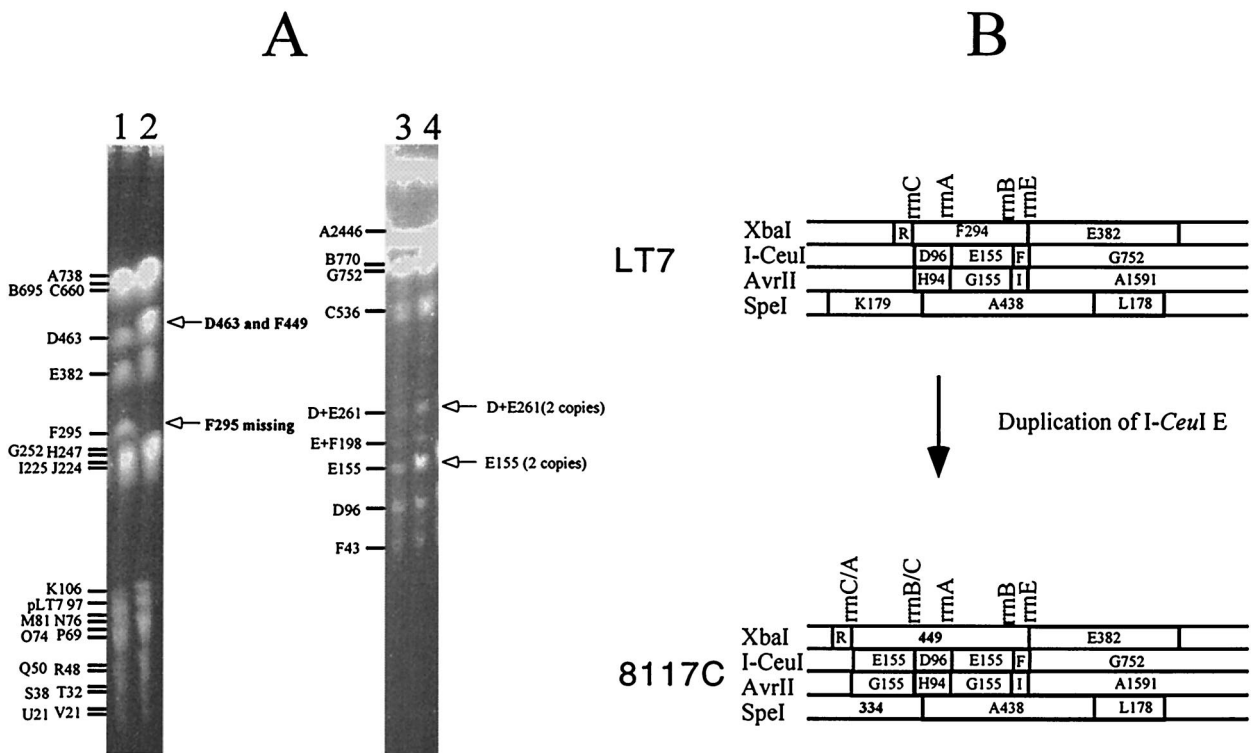 A
B
1 2
3 4
A738
B695 C660
D463
E382
F295
G252 H247
I225 J224
K106
pLT7 97
M81 N76
O74 P69
Q50 R48
S38 T32
U21 V21
D463 and F449
F295 missing
A2446
B770
G752
C536
D+E261
E+F198
E155
D96
F43
D+E261(2 copies)
E155 (2 copies)
LT7
rrnC rrnA rrnB rrnE
XbaI R F294 E382
I-CeuI D96 E155 F G752
AvrII H94 G155 I A1591
SpeI K179 A438 L178
Duplication of I-CeuI E
8117C
rrnC/A rrnB/C rrnA rrnB rrnE
XbaI R 449 E382
I-CeuI E155 D96 E155 F G752
AvrII G155 H94 G155 I A1591
SpeI 334 A438 L178